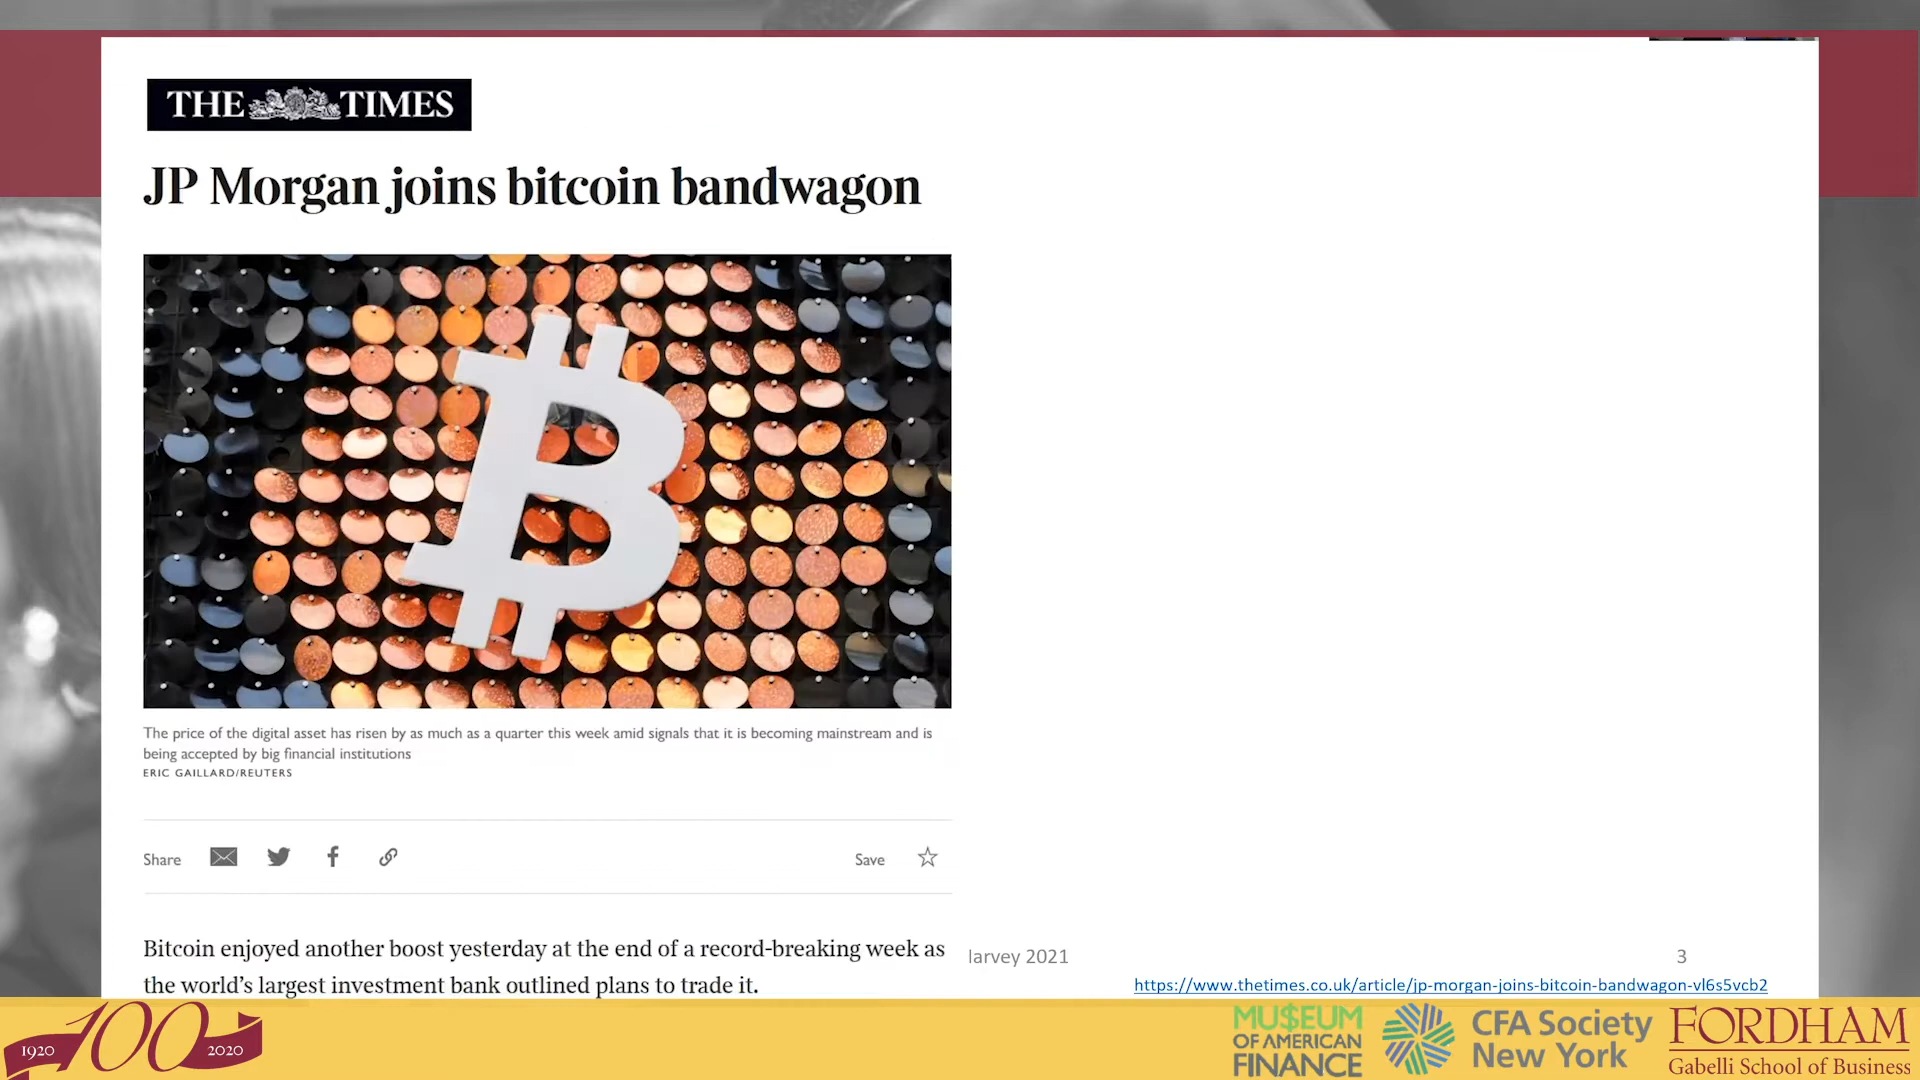 THE TIMES
JP Morgan joins bitcoin bandwagon
The price of the digital asset has risen by as much as a quarter this week amid signals that it is becoming mainstream and is
being accepted by big financial institutions
ERIC GAILLARD/REUTERS
Share
Save
Bitcoin enjoyed another boost yesterday at the end of a record-breaking week as
the world's largest investment bank outlined plans to trade it.
arvey 2021
3
https://www.thetimes.co.uk/article/jp-morgan-joins-bitcoin-bandwagon-vl6s5vcb2
1920 100 2020
MU$EUM
OF AMERICAN
FINANCE
CFA Society
New York
FORDHAM
Gabelli School of Business